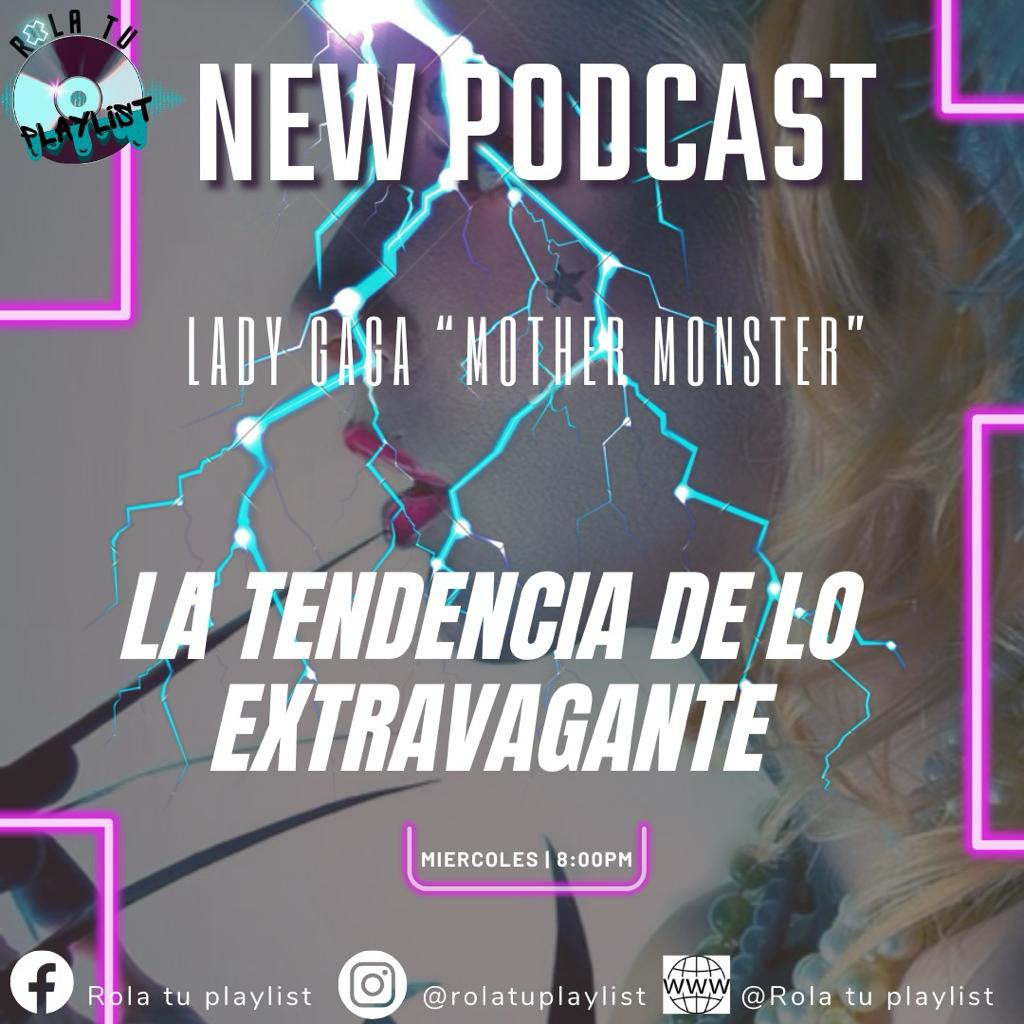 ROLA TU
PLAYLIST
NEW PODCAST
LADY GAGA “MOTHER MONSTER”
LA TENDENCIA DE LO
EXTRAVAGANTE
MIERCOLES | 8:00PM
Rola tu playlist
@rolatuplaylist
WWW
@Rola tu playlist